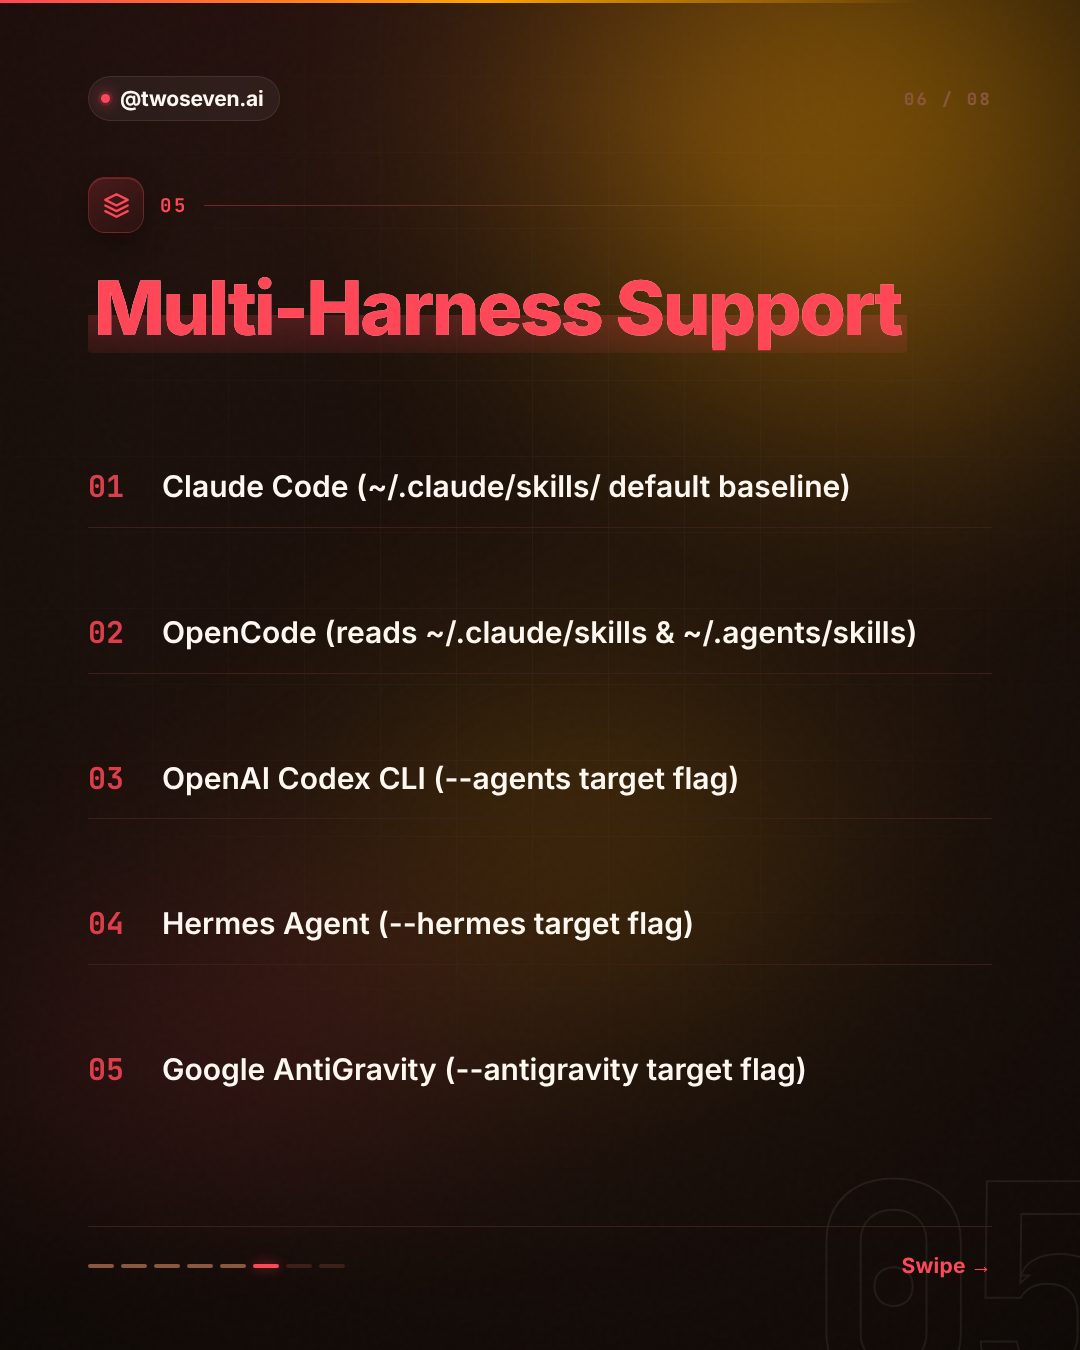 @twoseven.ai
06 / 08
05
Multi-Harness Support
01 Claude Code (~/.claude/skills/ default baseline)
02 OpenCode (reads ~/.claude/skills & ~/.agents/skills)
03 OpenAI Codex CLI (--agents target flag)
04 Hermes Agent (--hermes target flag)
05 Google AntiGravity (--antigravity target flag)
Swipe →
05